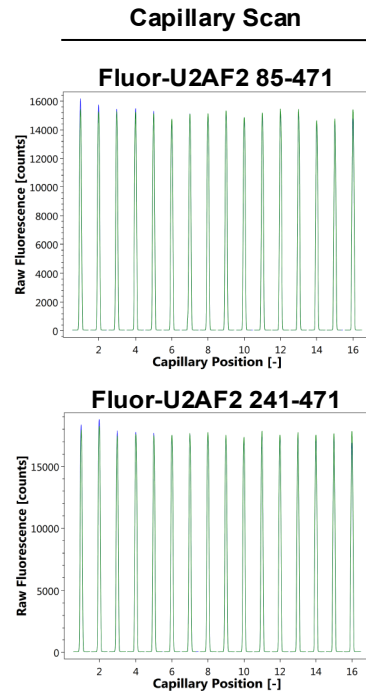 Capillary Scan
Fluor-U2AF2 85-471
Raw Fluorescence [counts]
16000
14000
12000
10000
8000
6000
4000
2000
0
2 4 6 8 10 12 14 16
Capillary Position [-]
Fluor-U2AF2 241-471
Raw Fluorescence [counts]
15000
10000
5000
0
2 4 6 8 10 12 14 16
Capillary Position [-]